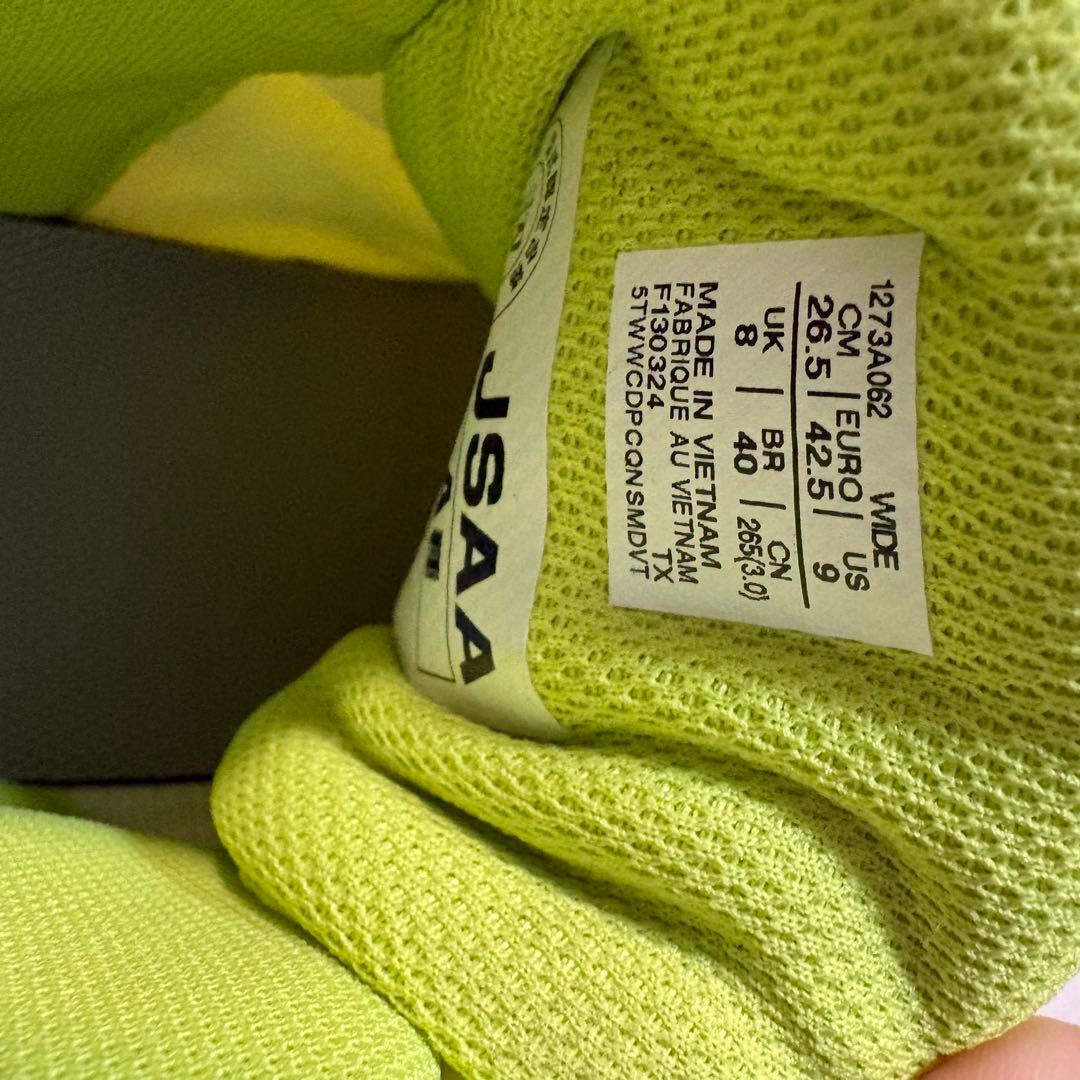 1273A062 WIDE
CM | EURO | US
26.5 | 42.5 | 9
UK | BR | CN
8 40 265(3.0)
MADE IN VIETNAM
FABRIQUE AU VIETNAM
F130324 TX
5TWWCDPCQNSMDVT
JSAA